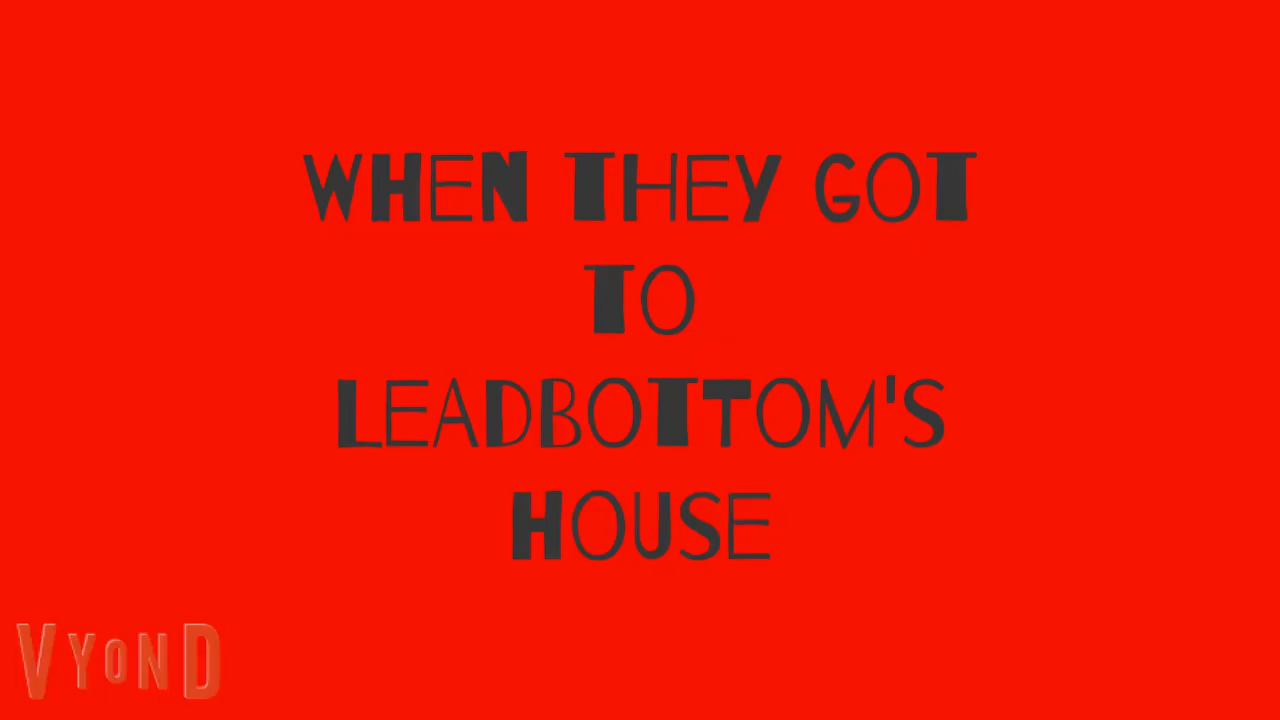 WHEN THEY GOT
TO
LEADBOTTOM'S
HOUSE
VYOND